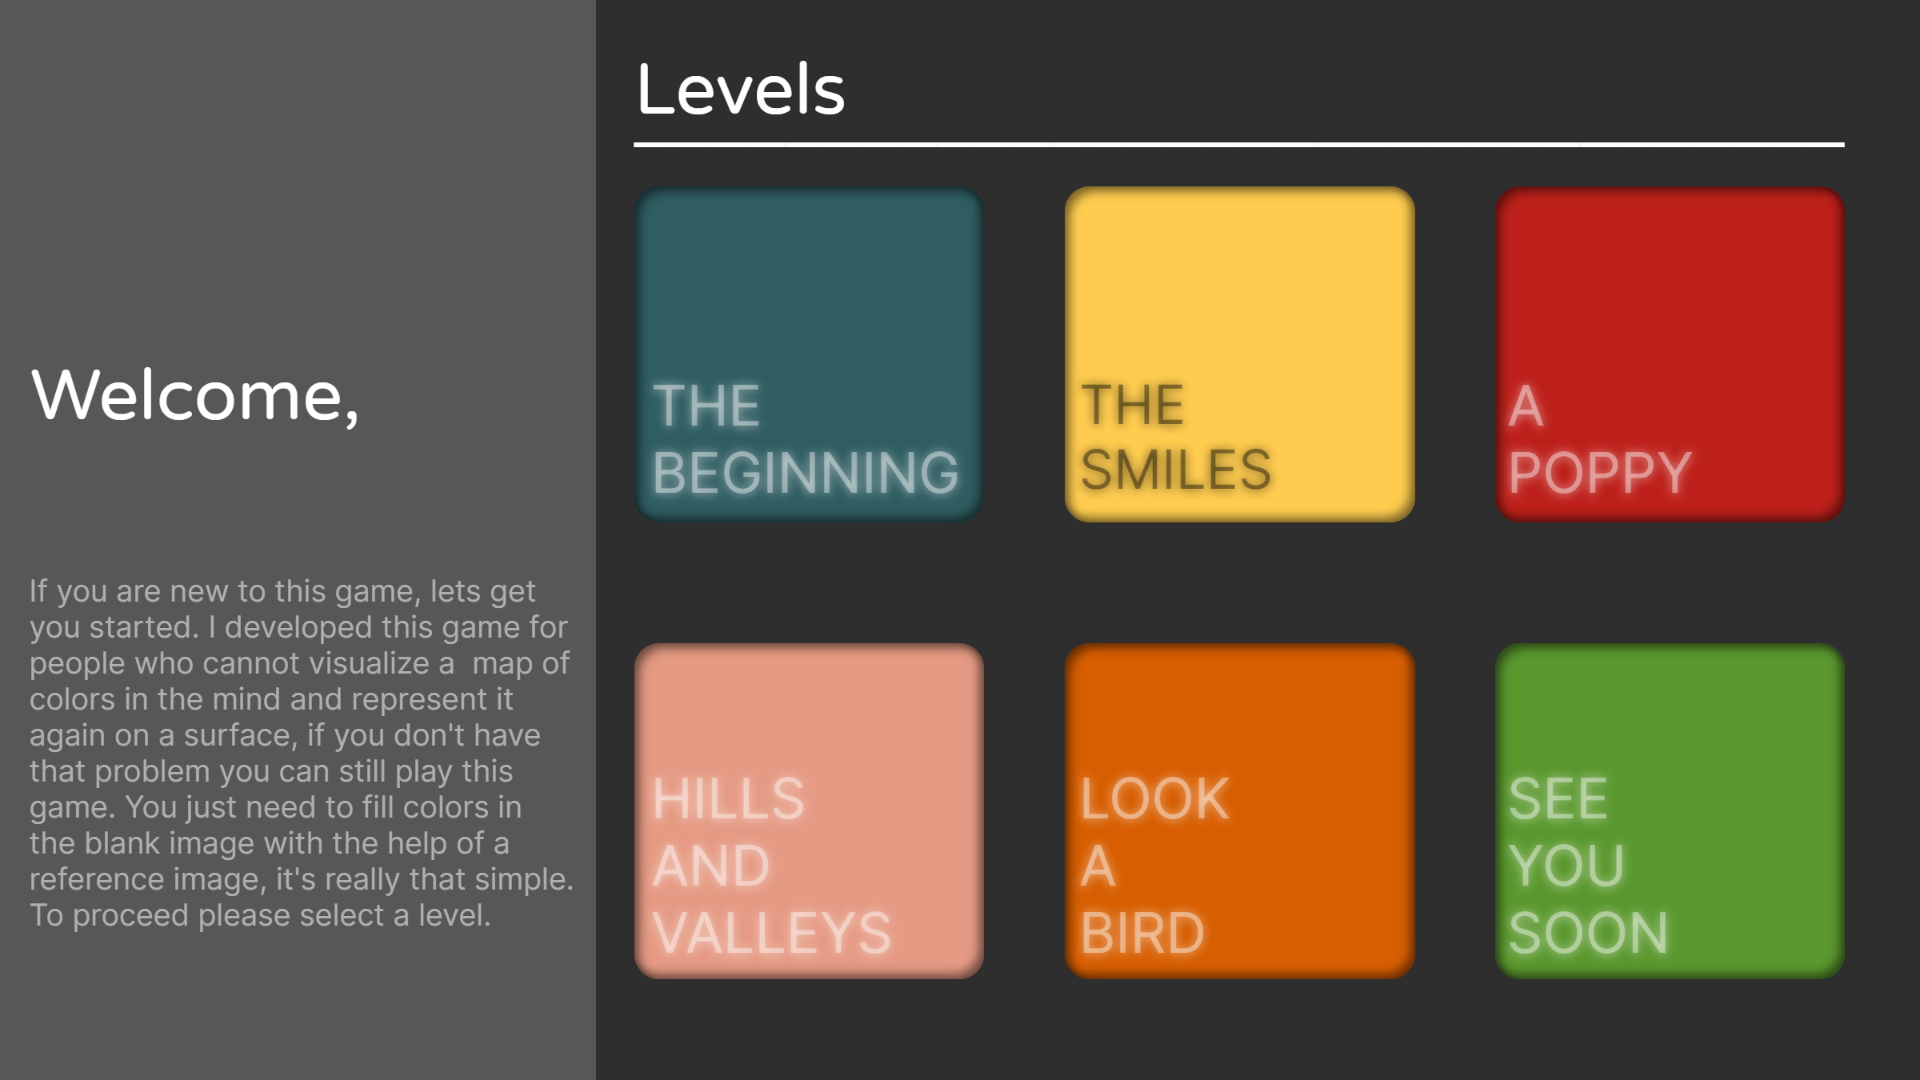 Welcome,
If you are new to this game, lets get
you started. I developed this game for
people who cannot visualize a  map of
colors in the mind and represent it
again on a surface, if you don't have
that problem you can still play this
game. You just need to fill colors in
the blank image with the help of a
reference image, it's really that simple.
To proceed please select a level.
Levels
THE
BEGINNING
THE
SMILES
A
POPPY
HILLS
AND
VALLEYS
LOOK
A
BIRD
SEE
YOU
SOON